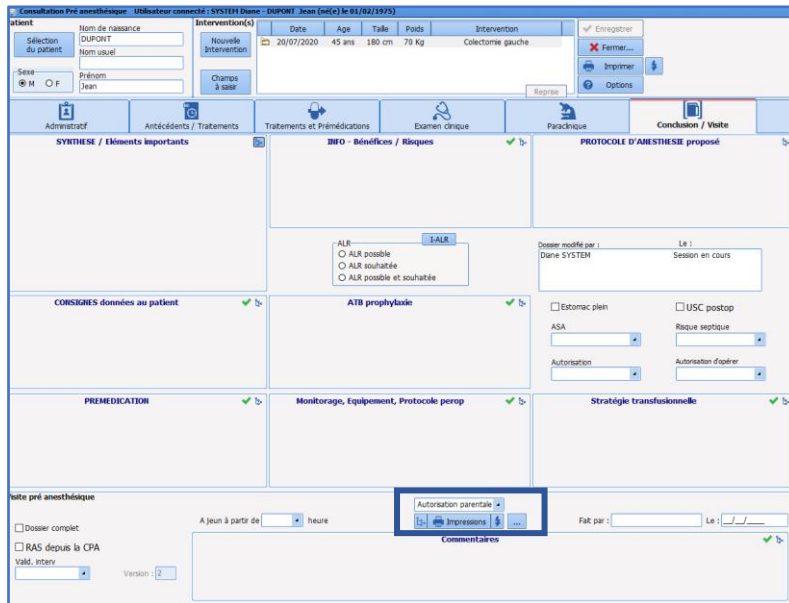 Consultation Pré anesthésique Utilisateur connecté : SYSTEM Diane - DUPONT Jean (né(e) le 01/02/1975)
atient
Nom de naissance
DUPONT
Sélection du patient
Nom usuel
Sexe
M F
Prénom
Jean
Intervention(s)
Nouvelle Intervention
Champs à saisir
Date Age Taille Poids Intervention
20/07/2020 45 ans 180 cm 70 Kg Colectomie gauche
Reprise
Enregistrer
Fermer...
Imprimer $
Options
Administratif
Antécédents / Traitements
Traitements et Prémédications
Examen clinique
Paraclinique
Conclusion / Visite
SYNTHESE / Eléments importants
INFO - Bénéfices / Risques
PROTOCOLE D'ANESTHESIE proposé
ALR
I-ALR
ALR possible
ALR souhaitée
ALR possible et souhaitée
Dossier modifié par : Le :
Diane SYSTEM Session en cours
CONSIGNES données au patient
ATB prophylaxie
Estomac plein
USC postop
ASA
Risque septique
Autorisation
Autorisation d'opérer
PREMEDICATION
Monitorage, Equipement, Protocole perop
Stratégie transfusionnelle
isite pré anesthésique
Autorisation parentale
Dossier complet
A jeun à partir de heure
Impressions $ ...
Fait par :
Le : __/__/____
RAS depuis la CPA
Commentaires
Valid. interv
Version : 2